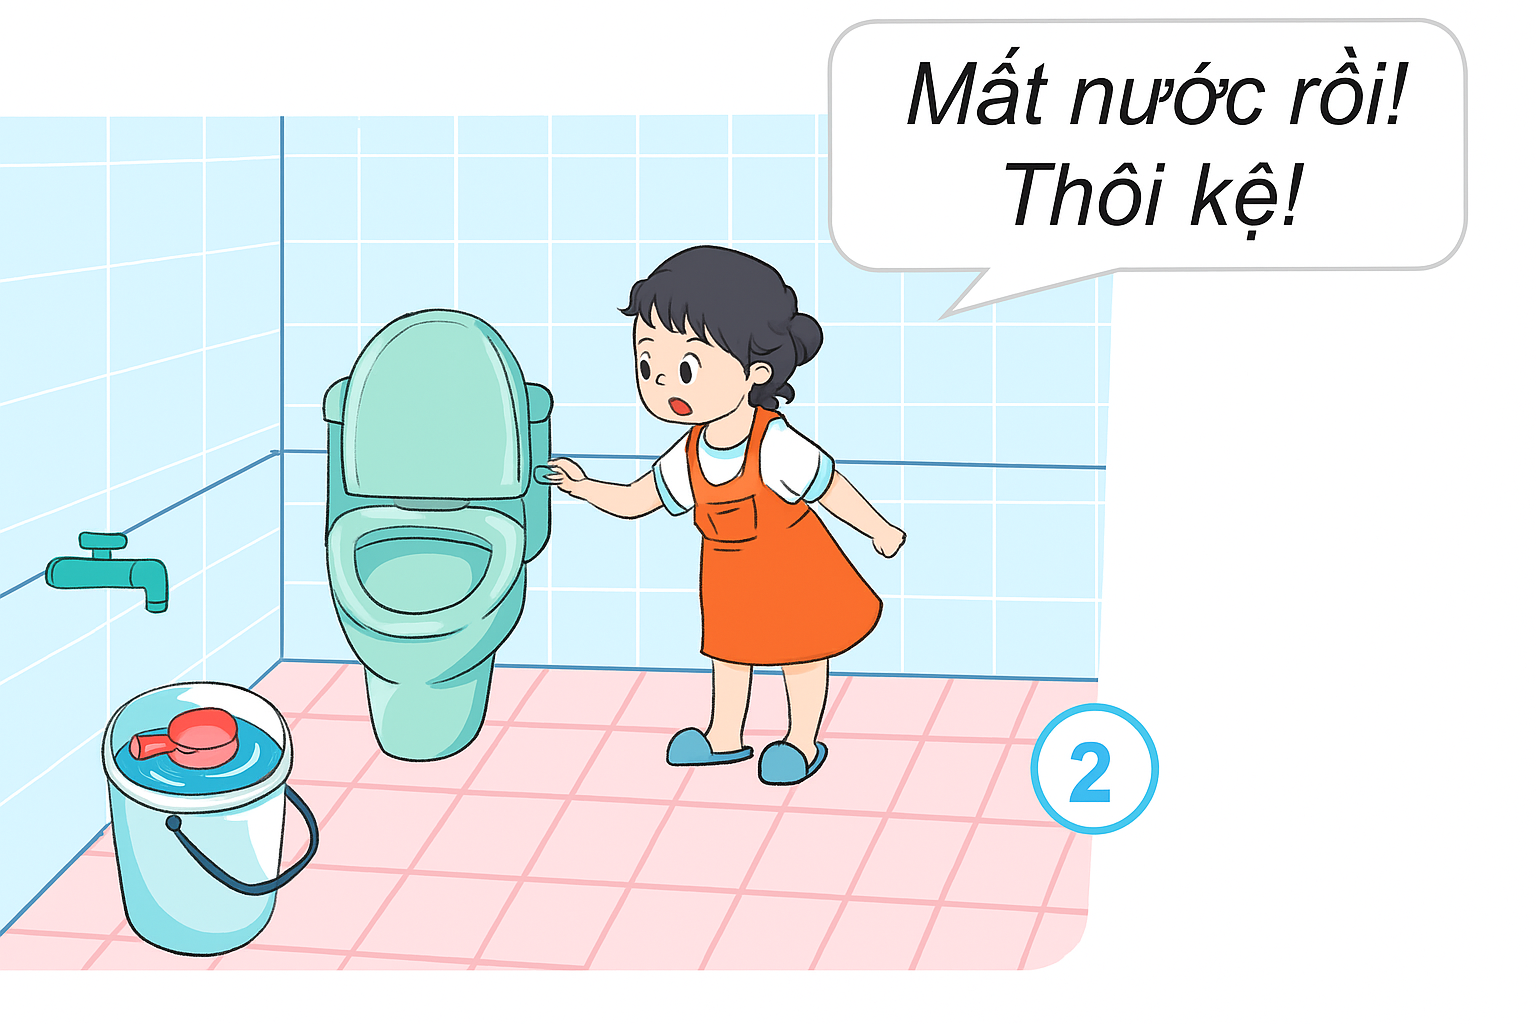 Mất nước rồi!
Thôi kệ!
2